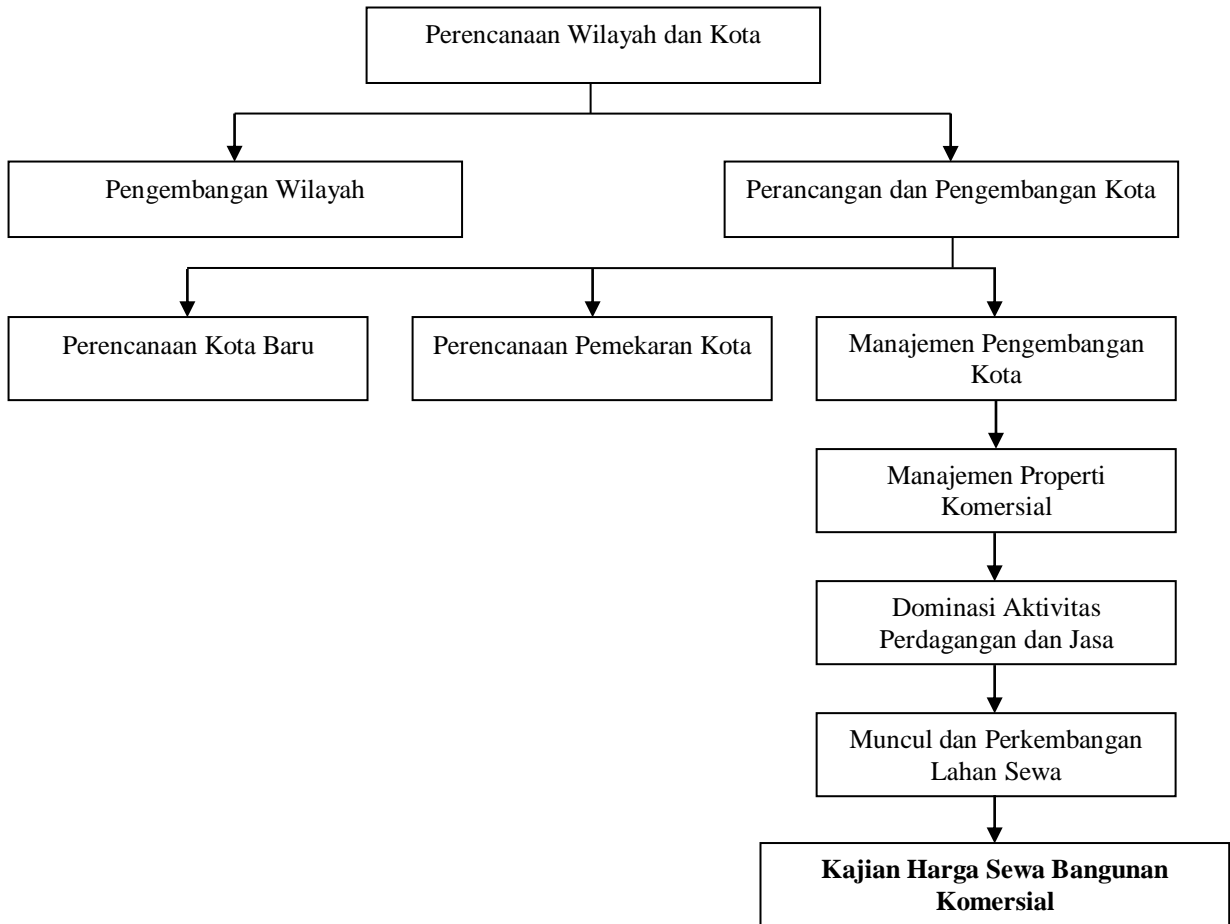 Perencanaan Wilayah dan Kota
Pengembangan Wilayah
Perancangan dan Pengembangan Kota
Perencanaan Kota Baru
Perencanaan Pemekaran Kota
Manajemen Pengembangan
Kota
Manajemen Properti
Komersial
Dominasi Aktivitas
Perdagangan dan Jasa
Muncul dan Perkembangan
Lahan Sewa
Kajian Harga Sewa Bangunan
Komersial